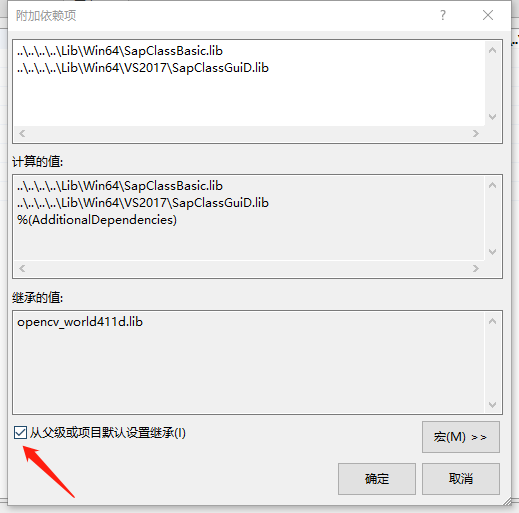 附加依赖项
?
..\..\..\..\Lib\Win64\SapClassBasic.lib
..\..\..\..\Lib\Win64\VS2017\SapClassGuiD.lib
计算的值:
..\..\..\..\Lib\Win64\SapClassBasic.lib
..\..\..\..\Lib\Win64\VS2017\SapClassGuiD.lib
%(AdditionalDependencies)
继承的值:
opencv_world411d.lib
从父级或项目默认设置继承(I)
宏(M) >>
确定
取消